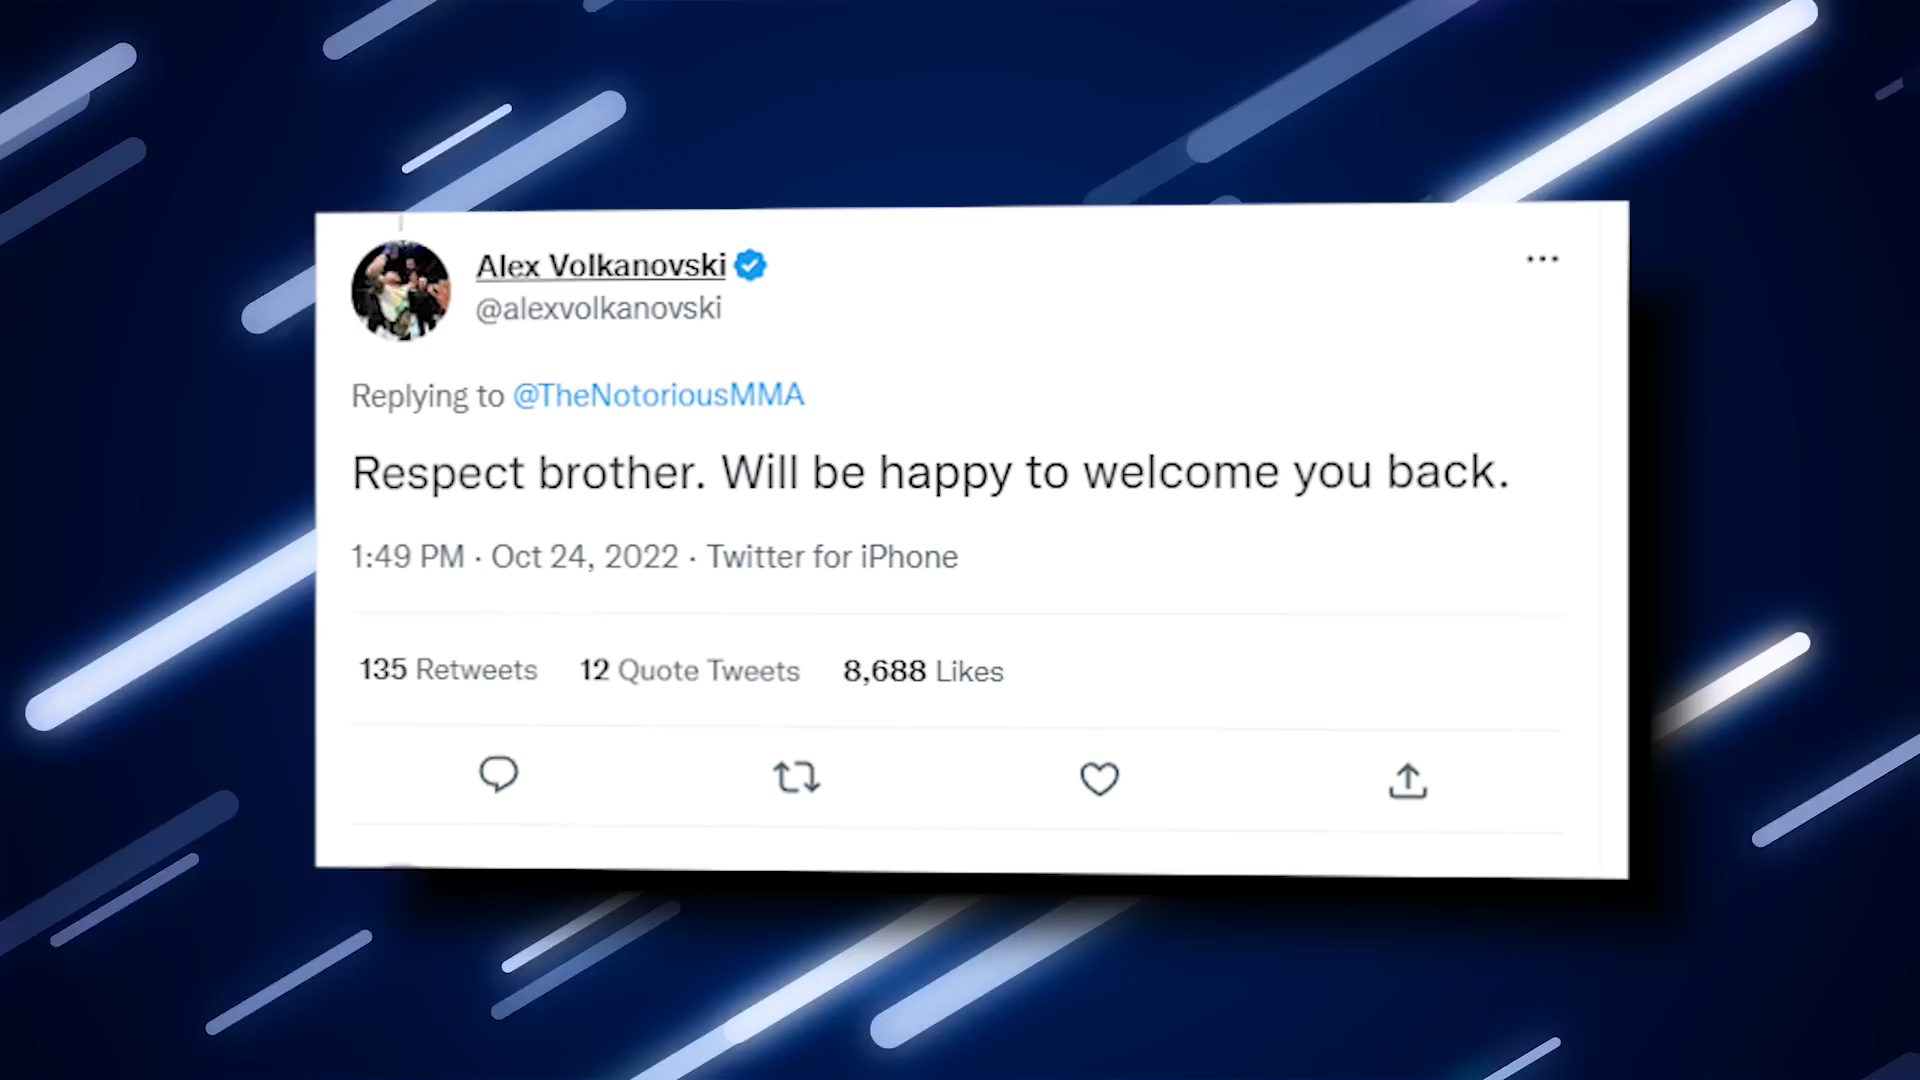 Alex Volkanovski
@alexvolkanovski
Replying to @TheNotoriousMMA
Respect brother. Will be happy to welcome you back.
1:49 PM · Oct 24, 2022 · Twitter for iPhone
135 Retweets 12 Quote Tweets 8,688 Likes